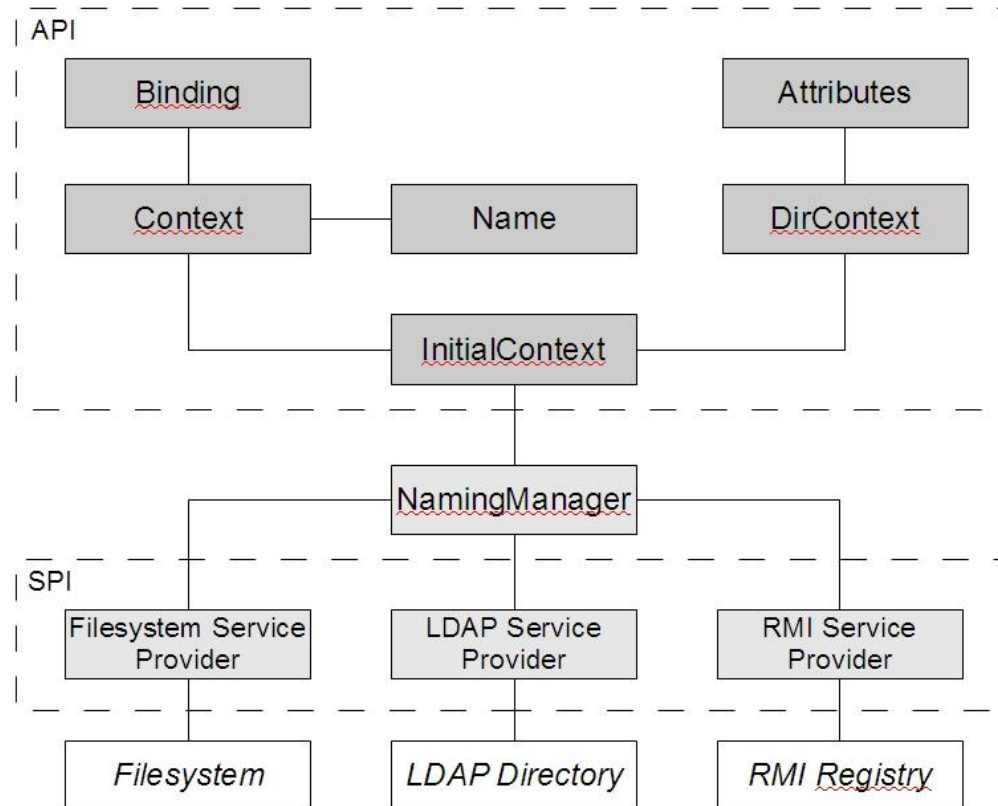 API
Binding
Attributes
Context
Name
DirContext
InitialContext
NamingManager
SPI
Filesystem Service
Provider
LDAP Service
Provider
RMI Service
Provider
Filesystem
LDAP Directory
RMI Registry